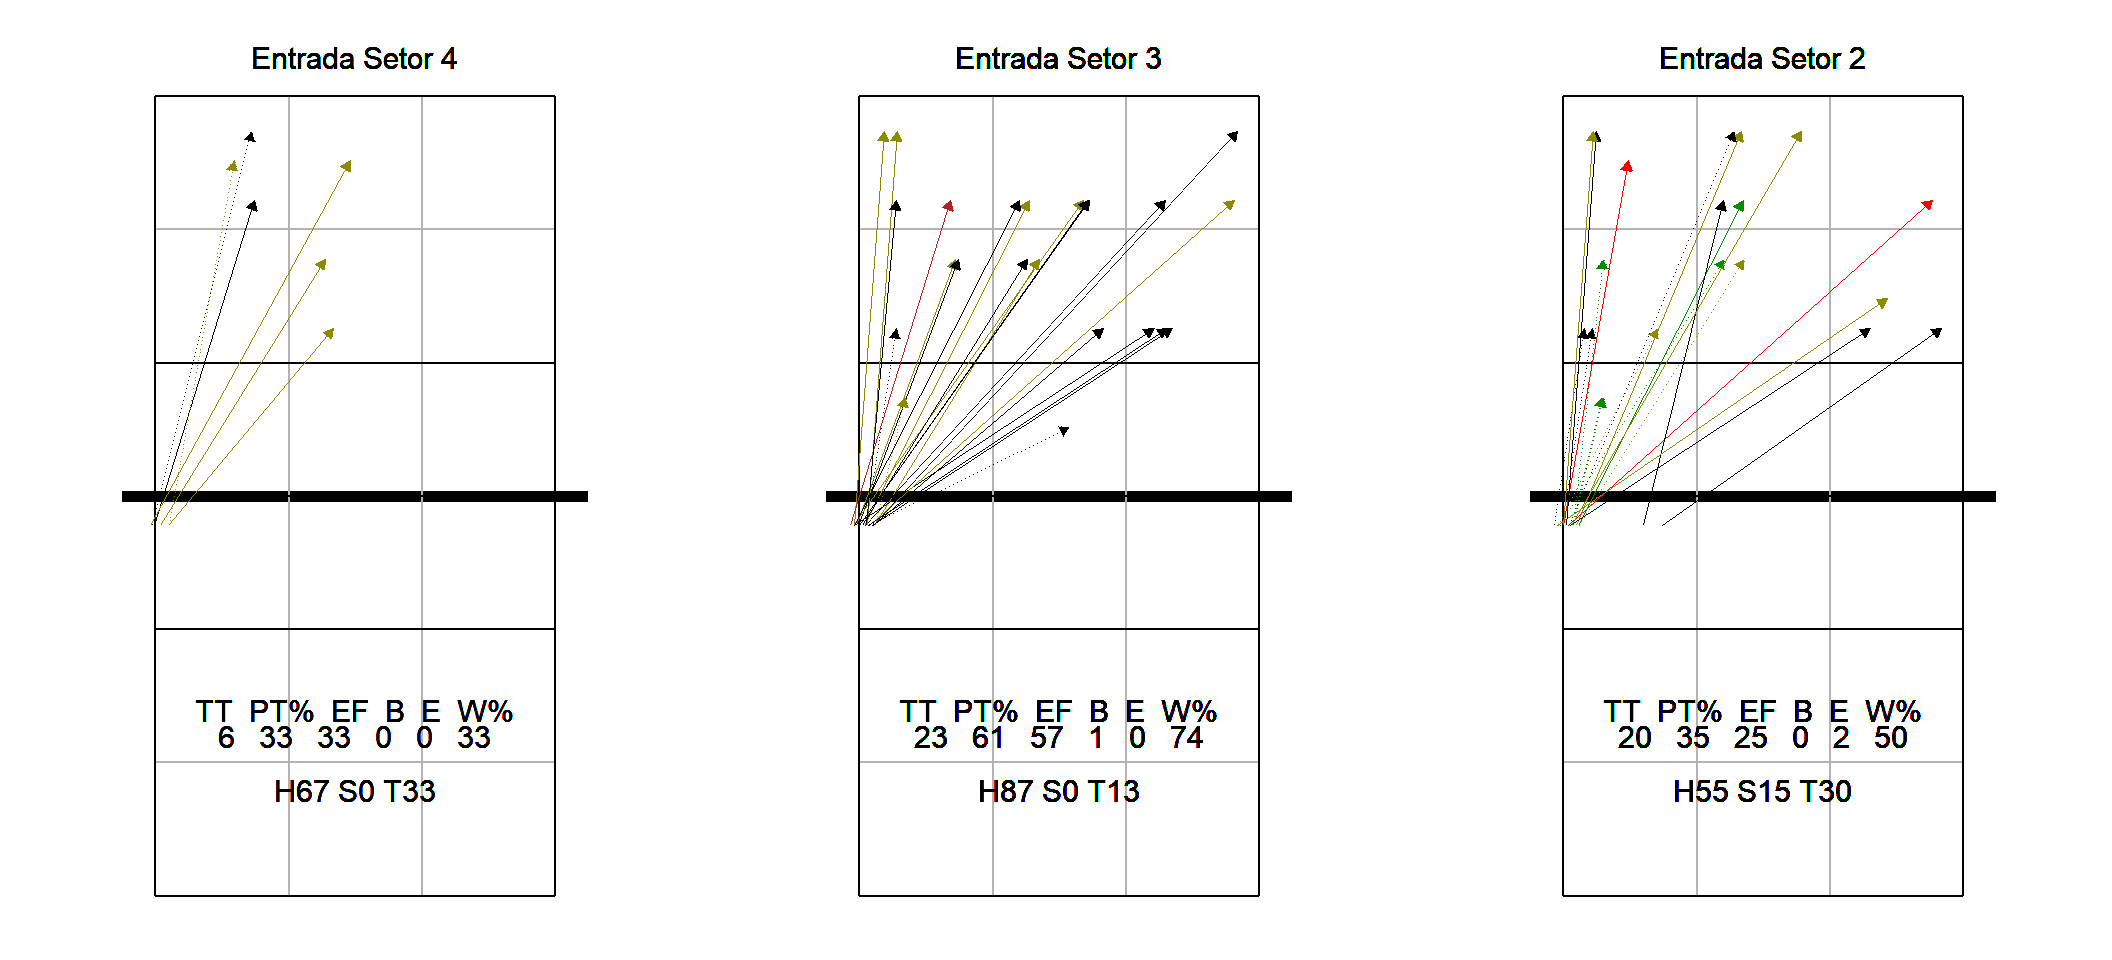 Entrada Setor 4
TT PT% EF B E W%
6 33 33 0 0 33
H67 S0 T33
Entrada Setor 3
TT PT% EF B E W%
23 61 57 1 0 74
H87 S0 T13
Entrada Setor 2
TT PT% EF B E W%
20 35 25 0 2 50
H55 S15 T30